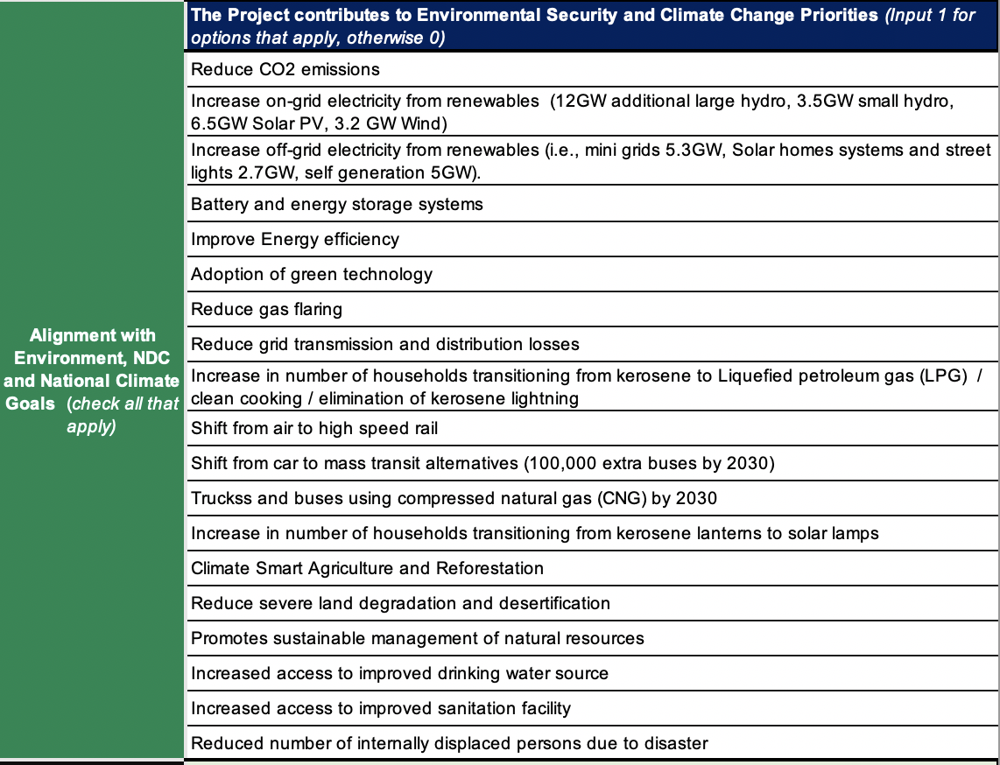 The Project contributes to Environmental Security and Climate Change Priorities (Input 1 for
options that apply, otherwise 0)
Reduce CO2 emissions
Increase on-grid electricity from renewables  (12GW additional large hydro, 3.5GW small hydro,
6.5GW Solar PV, 3.2 GW Wind)
Increase off-grid electricity from renewables (i.e., mini grids 5.3GW, Solar homes systems and street
lights 2.7GW, self generation 5GW).
Battery and energy storage systems
Improve Energy efficiency
Adoption of green technology
Reduce gas flaring
Alignment with
Environment, NDC
and National Climate
Goals  (check all that
apply)
Reduce grid transmission and distribution losses
Increase in number of households transitioning from kerosene to Liquefied petroleum gas (LPG)  /
clean cooking / elimination of kerosene lightning
Shift from air to high speed rail
Shift from car to mass transit alternatives (100,000 extra buses by 2030)
Truckss and buses using compressed natural gas (CNG) by 2030
Increase in number of households transitioning from kerosene lanterns to solar lamps
Climate Smart Agriculture and Reforestation
Reduce severe land degradation and desertification
Promotes sustainable management of natural resources
Increased access to improved drinking water source
Increased access to improved sanitation facility
Reduced number of internally displaced persons due to disaster